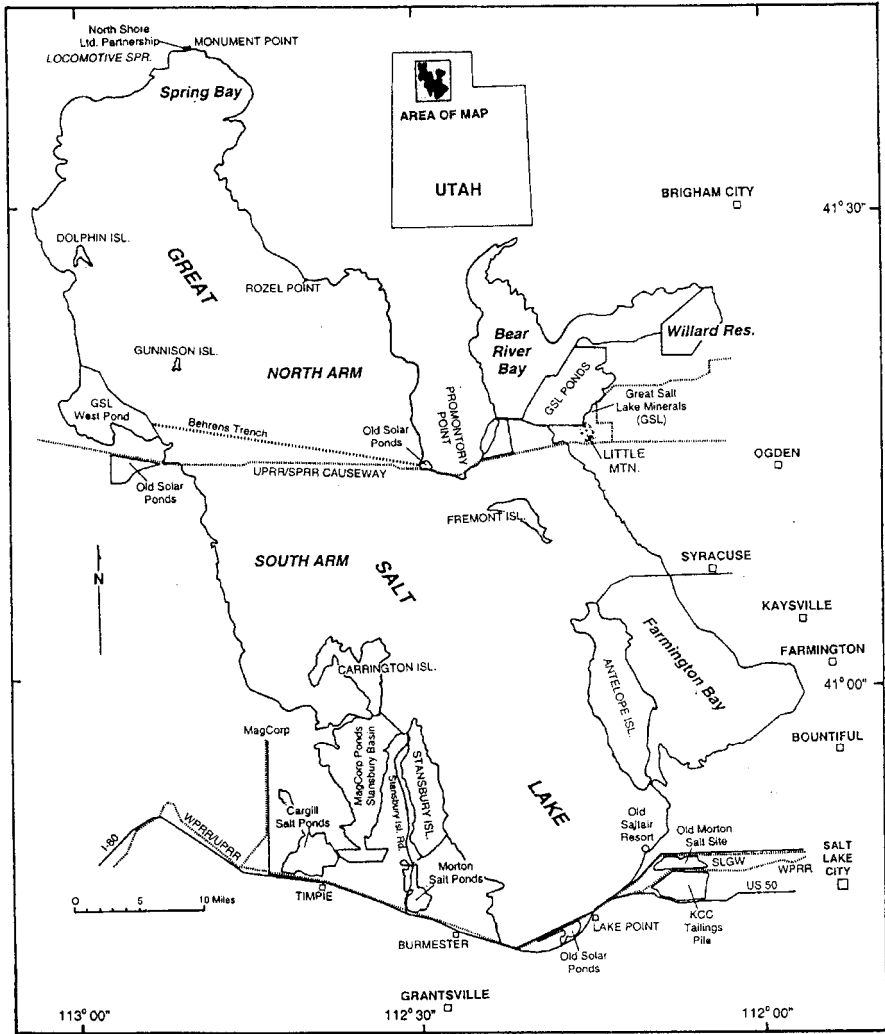 North Shore
Ltd. Partnership
MONUMENT POINT
LOCOMOTIVE SPR.
Spring Bay
AREA OF MAP
UTAH
BRIGHAM CITY
41° 30"
DOLPHIN ISL.
GREAT
ROZEL POINT
Bear
River
Bay
Willard Res.
GUNNISON ISL.
NORTH ARM
PROMONTORY
POINT
GSL PONDS
Great Salt
Lake Minerals
(GSL)
GSL
West Pond
Behrens Trench
Old Solar
Ponds
LITTLE
MTN.
OGDEN
UPRR/SPRR CAUSEWAY
Old Solar
Ponds
FREMONT ISL.
SOUTH ARM
SALT
SYRACUSE
N
KAYSVILLE
Farmington Bay
FARMINGTON
CARRINGTON ISL.
ANTELOPE ISL.
41° 00"
MagCorp
MagCorp Ponds
Stansbury Basin
Stansbury Isl. Rd.
STANSBURY ISL.
BOUNTIFUL
LAKE
Cargill
Salt Ponds
WPRR/UPRR
I-80
Old
Saltair
Resort
Old Morton
Salt Site
SLGW
WPRR
SALT
LAKE
CITY
Morton
Salt Ponds
US 50
0 5 10 Miles
TIMPIE
KCC
Tailings
Pile
LAKE POINT
BURMESTER
Old Solar
Ponds
GRANTSVILLE
113° 00"
112° 30"
112° 00"